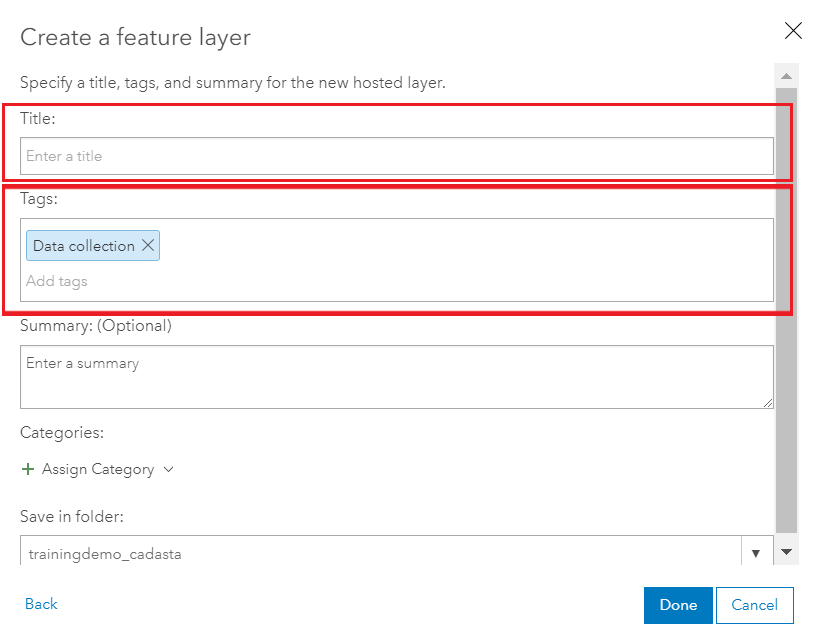 Create a feature layer
Specify a title, tags, and summary for the new hosted layer.
Title:
Enter a title
Tags:
Data collection
Add tags
Summary: (Optional)
Enter a summary
Categories:
+ Assign Category
Save in folder:
trainingdemo_cadasta
Back
Done
Cancel